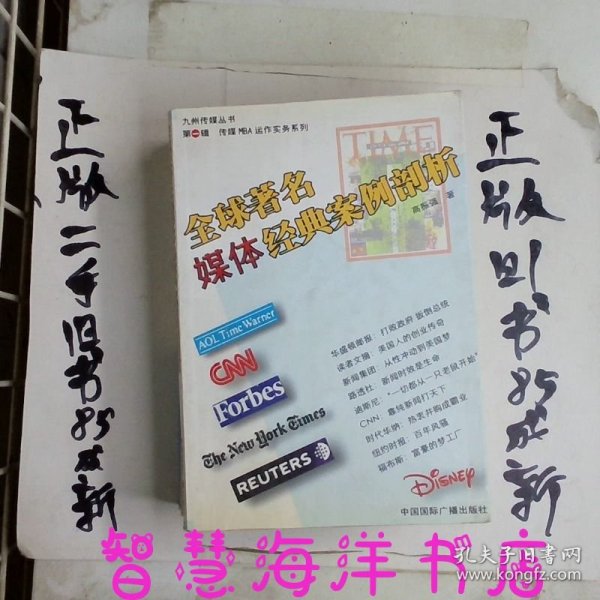 正版二手旧书85成新
九州传媒丛书
第一辑 传媒MBA运作实务系列
TIME
全球著名
媒体经典案例剖析
高振强 著
AOL Time Warner
CNN
Forbes
The New York Times
REUTERS
华盛顿邮报：打败政府 扳倒总统
读者文摘：美国人的创业传奇
新闻集团：从性冲动到美国梦
路透社：新闻时效是生命
迪斯尼："一切都从一只老鼠开始"
CNN：靠纯新闻打天下
时代华纳：热衷并购成霸业
纽约时报：百年风骚
福布斯：富豪的梦工厂
DISNEY
中国国际广播出版社
正版旧书85成新
智慧海洋书店
孔夫子旧书网
www.kongfz.com